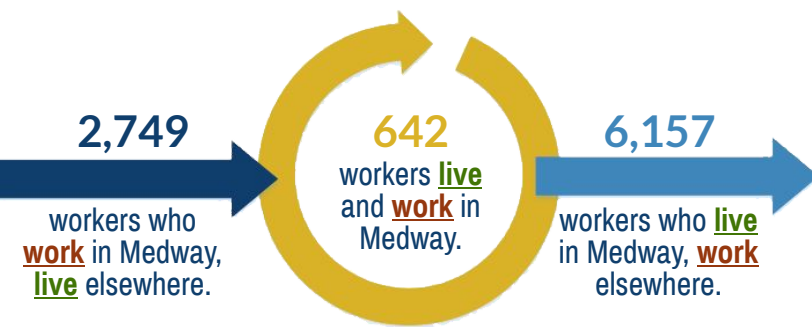 2,749
workers who
work in Medway,
live elsewhere.
642
workers live
and work in
Medway.
6,157
workers who live
in Medway, work
elsewhere.